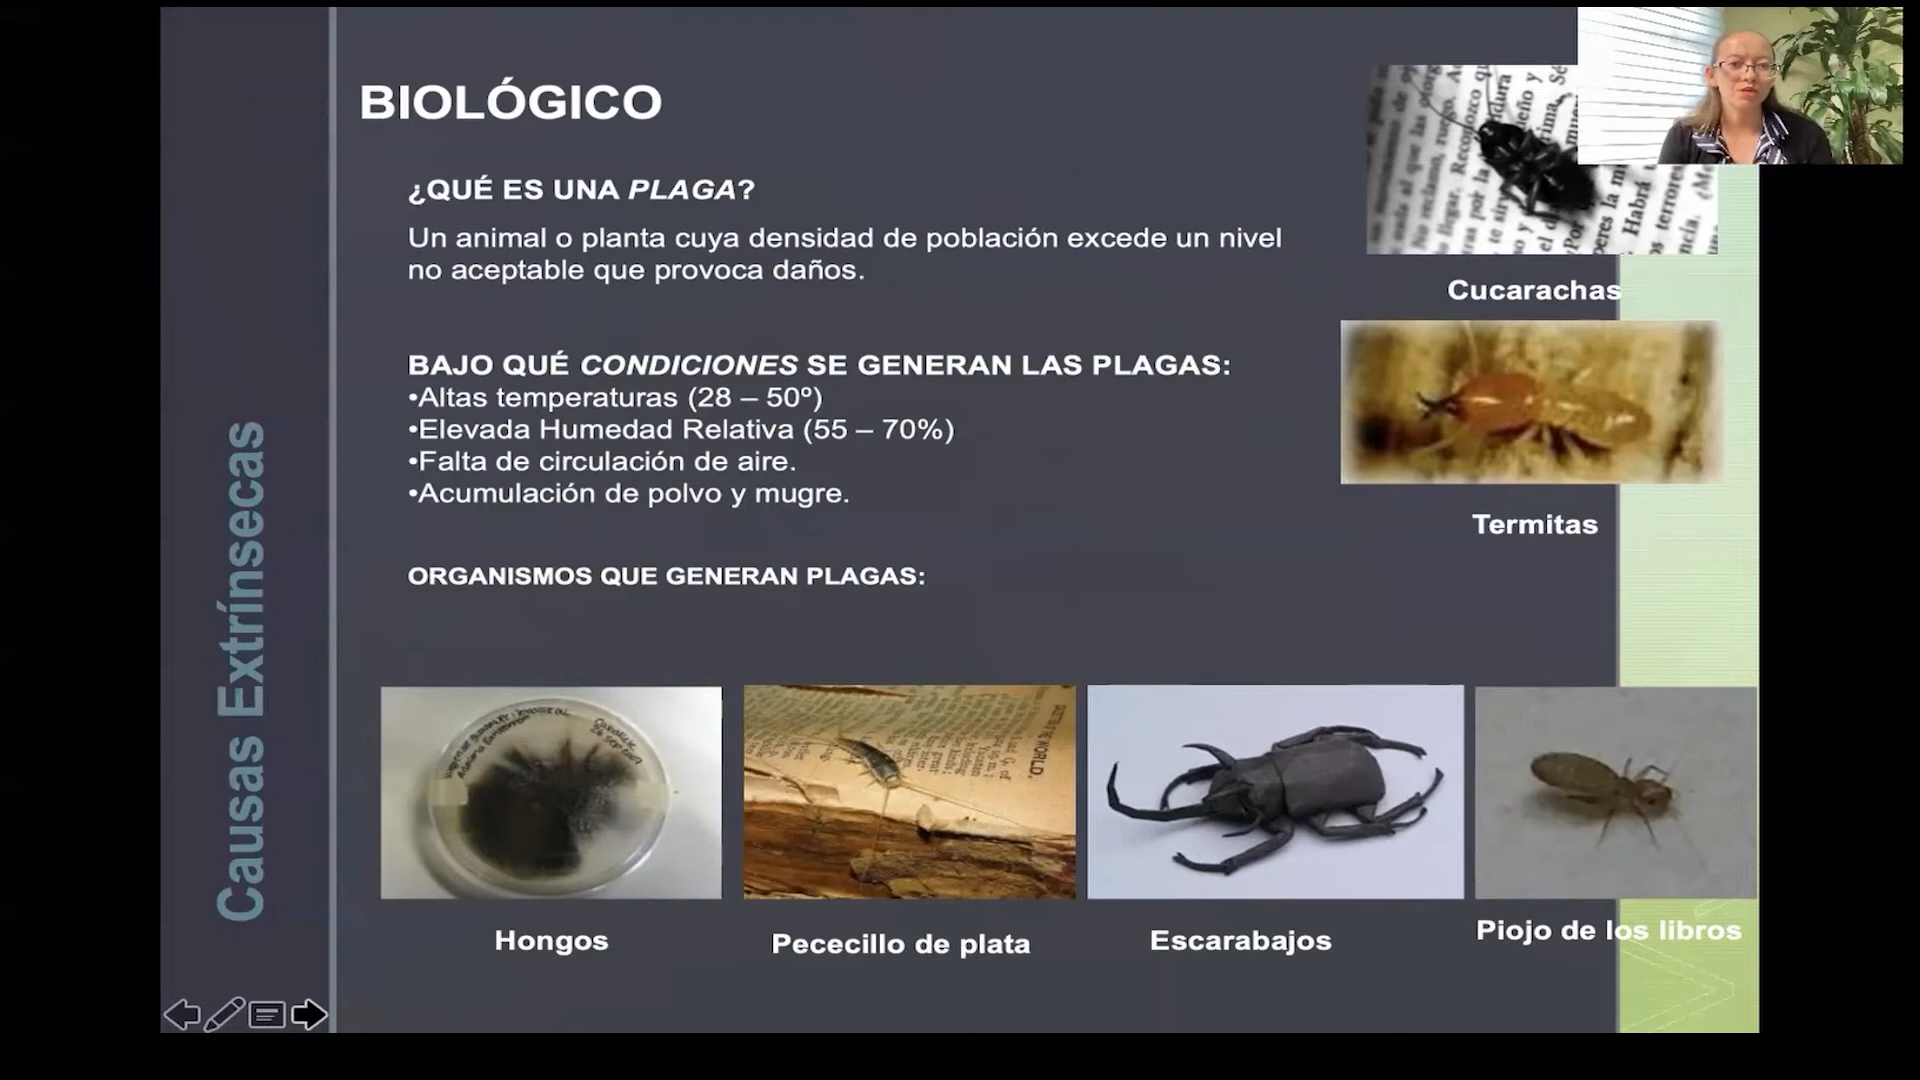 BIOLÓGICO
¿QUÉ ES UNA PLAGA?
Un animal o planta cuya densidad de población excede un nivel
no aceptable que provoca daños.
BAJO QUÉ CONDICIONES SE GENERAN LAS PLAGAS:
•Altas temperaturas (28 – 50º)
•Elevada Humedad Relativa (55 – 70%)
•Falta de circulación de aire.
•Acumulación de polvo y mugre.
ORGANISMOS QUE GENERAN PLAGAS:
Causas Extrínsecas
Cucarachas
Termitas
Hongos
Pececillo de plata
Escarabajos
Piojo de los libros